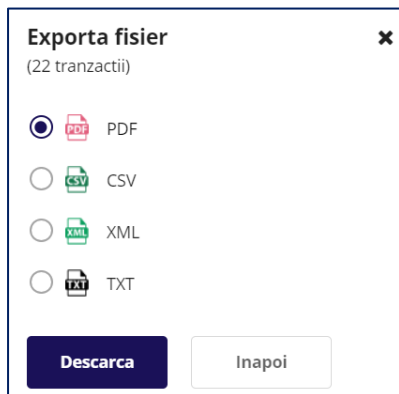 Exporta fisier
(22 tranzactii)
PDF PDF
CSV CSV
XML XML
TXT TXT
Descarca Inapoi